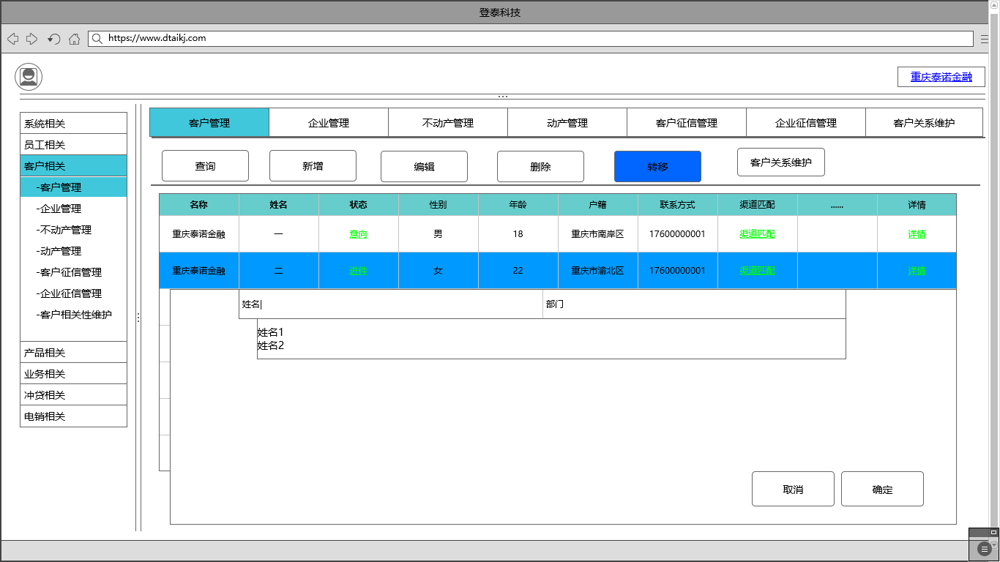 登泰科技
https://www.dtaikj.com
重庆泰诺金融
系统相关
员工相关
客户相关
-客户管理
-企业管理
-不动产管理
-动产管理
-客户征信管理
-企业征信管理
-客户相关性维护
产品相关
业务相关
冲贷相关
电销相关
客户管理 企业管理 不动产管理 动产管理 客户征信管理 企业征信管理 客户关系维护
查询 新增 编辑 删除 转移 客户关系维护
名称 姓名 状态 性别 年龄 户籍 联系方式 渠道匹配 ...... 详情
重庆泰诺金融 一 意向 男 18 重庆市南岸区 17600000001 渠道匹配 详情
重庆泰诺金融 二 进件 女 22 重庆市渝北区 17600000001 渠道匹配 详情
姓名| 部门
姓名1
姓名2
取消 确定